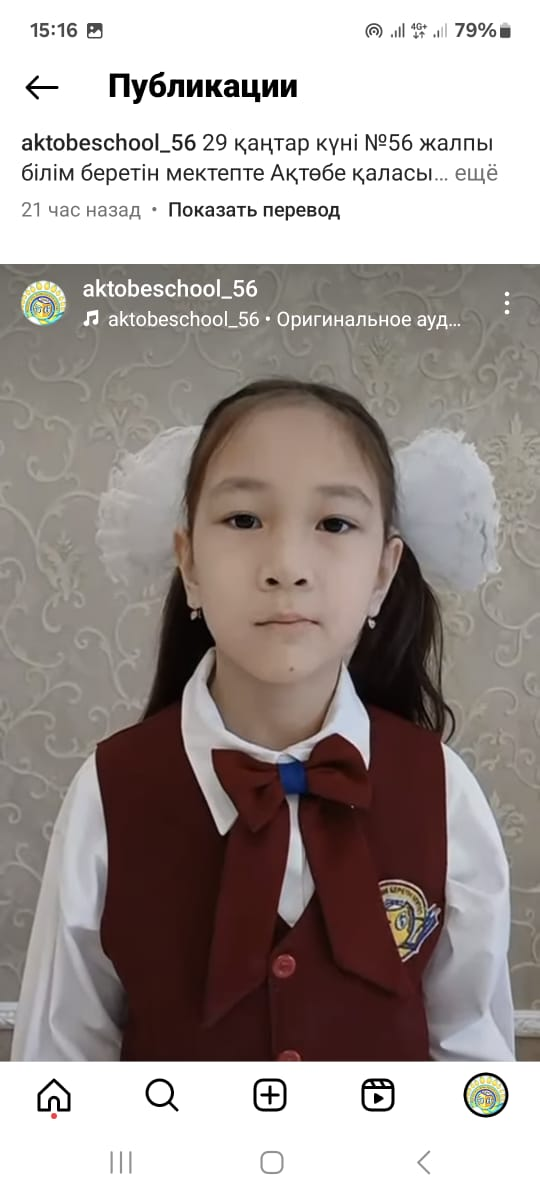 15:16 4G+ 79%
Публикации
aktobeschool_56 29 қаңтар күні №56 жалпы
білім беретін мектепте Ақтөбе қаласы... ещё
21 час назад • Показать перевод
aktobeschool_56
aktobeschool_56 • Оригинальное ауд...